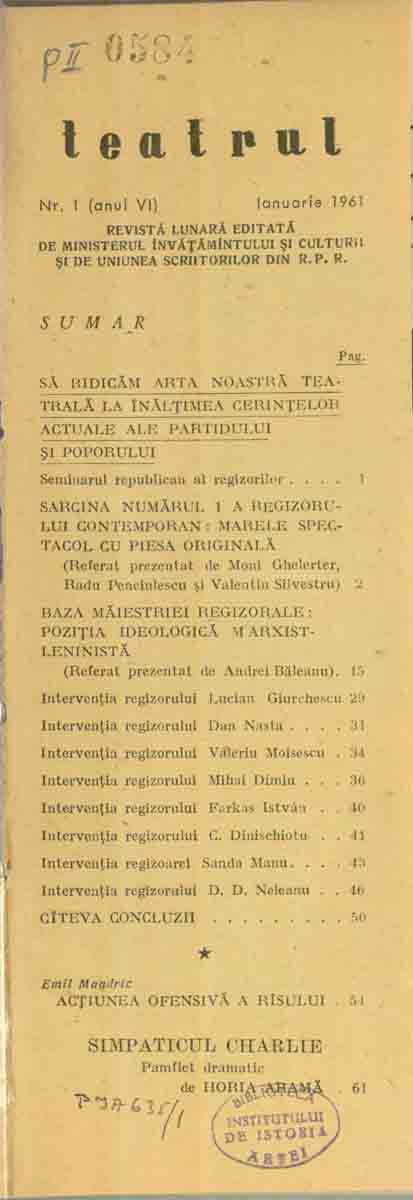 pII 0584
teatrul
Nr. 1 (anul VI) Ianuarie 1961
REVISTĂ LUNARĂ EDITATĂ
DE MINISTERUL ÎNVĂȚĂMÎNTULUI ȘI CULTURII
ȘI DE UNIUNEA SCRIITORILOR DIN R.P.R.
SUMAR
Pag.
SĂ RIDICĂM ARTA NOASTRĂ TEA-
TRALĂ LA ÎNĂLȚIMEA CERINȚELOR
ACTUALE ALE PARTIDULUI
ȘI POPORULUI
Seminarul republican al regizorilor . . . . 1
SARCINA NUMĂRUL 1 A REGIZORU-
LUI CONTEMPORAN: MARELE SPEC-
TACOL CU PIESA ORIGINALĂ
(Referat prezentat de Moni Ghelerter,
Radu Penciulescu și Valentin Silvestru) 2
BAZA MĂIESTRIEI REGIZORALE:
POZIȚIA IDEOLOGICĂ MARXIST-
LENINISTĂ
(Referat prezentat de Andrei Băleanu). 15
Intervenția regizorului Lucian Giurchescu 29
Intervenția regizorului Dan Nasta . . . . 31
Intervenția regizorului Valeriu Moisescu . 34
Intervenția regizorului Mihai Dimiu . . . 36
Intervenția regizorului Farkas István . . 40
Intervenția regizorului C. Dinischiotu . . 41
Intervenția regizoarei Sanda Manu. . . . 43
Intervenția regizorului D. D. Neleanu . . 46
CÎTEVA CONCLUZII . . . . . . . . . 50
★
Emil Mandric
ACȚIUNEA OFENSIVĂ A RÎSULUI . 51
SIMPATICUL CHARLIE
Pamflet dramatic
de HORIA ARAMĂ . 61
BIBLIOTECA
INSTITUTULUI
DE ISTORIA
ARTEI